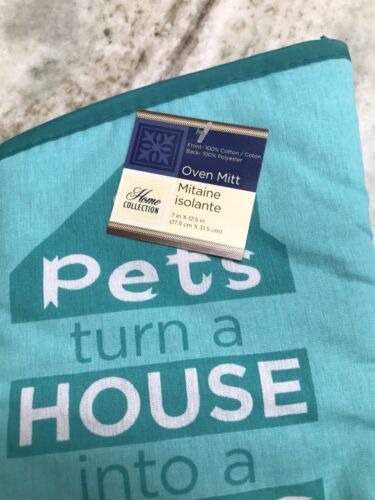 Front- 100% Cotton / Coton
Back- 100% Polyester
Oven Mitt
Mitaine
isolante
7 in X 12.5 in
(17.5 cm X 31.5 cm)
Home
COLLECTION
pets
turn a
HOUSE
into a